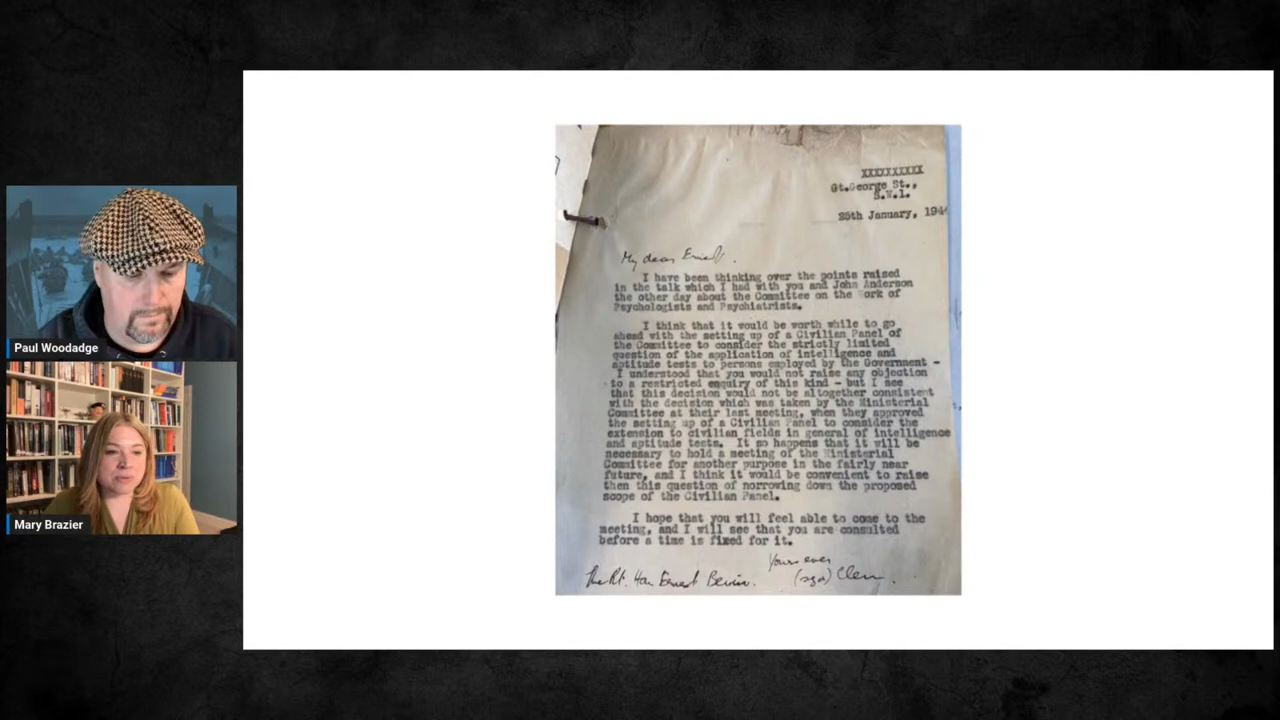 Paul Woodadge
Mary Brazier
XXXXXXXXXX
Gt.George St.,
S.W.1.
25th January, 194
My dear Ernest.
I have been thinking over the points raised
in the talk which I had with you and John Anderson
the other day about the Committee on the Work of
Psychologists and Psychiatrists.
I think that it would be worth while to go
ahead with the setting up of a Civilian Panel of
the Committee to consider the strictly limited
question of the application of intelligence and
aptitude tests to persons employed by the Government -
I understood that you would not raise any objection
to a restricted enquiry of this kind - but I see
that this decision would not be altogether consistent
with the decision which was taken by the Ministerial
Committee at their last meeting, when they approved
the setting up of a Civilian Panel to consider the
extension to civilian fields in general of intelligence
and aptitude tests. It so happens that it will be
necessary to hold a meeting of the Ministerial
Committee for another purpose in the fairly near
future, and I think it would be convenient to raise
then this question of norrowing down the proposed
scope of the Civilian Panel.
I hope that you will feel able to come to the
meeting, and I will see that you are consulted
before a time is fixed for it.
Yours ever
(sgd) Clem.
The Rt. Hon Ernest Bevin.